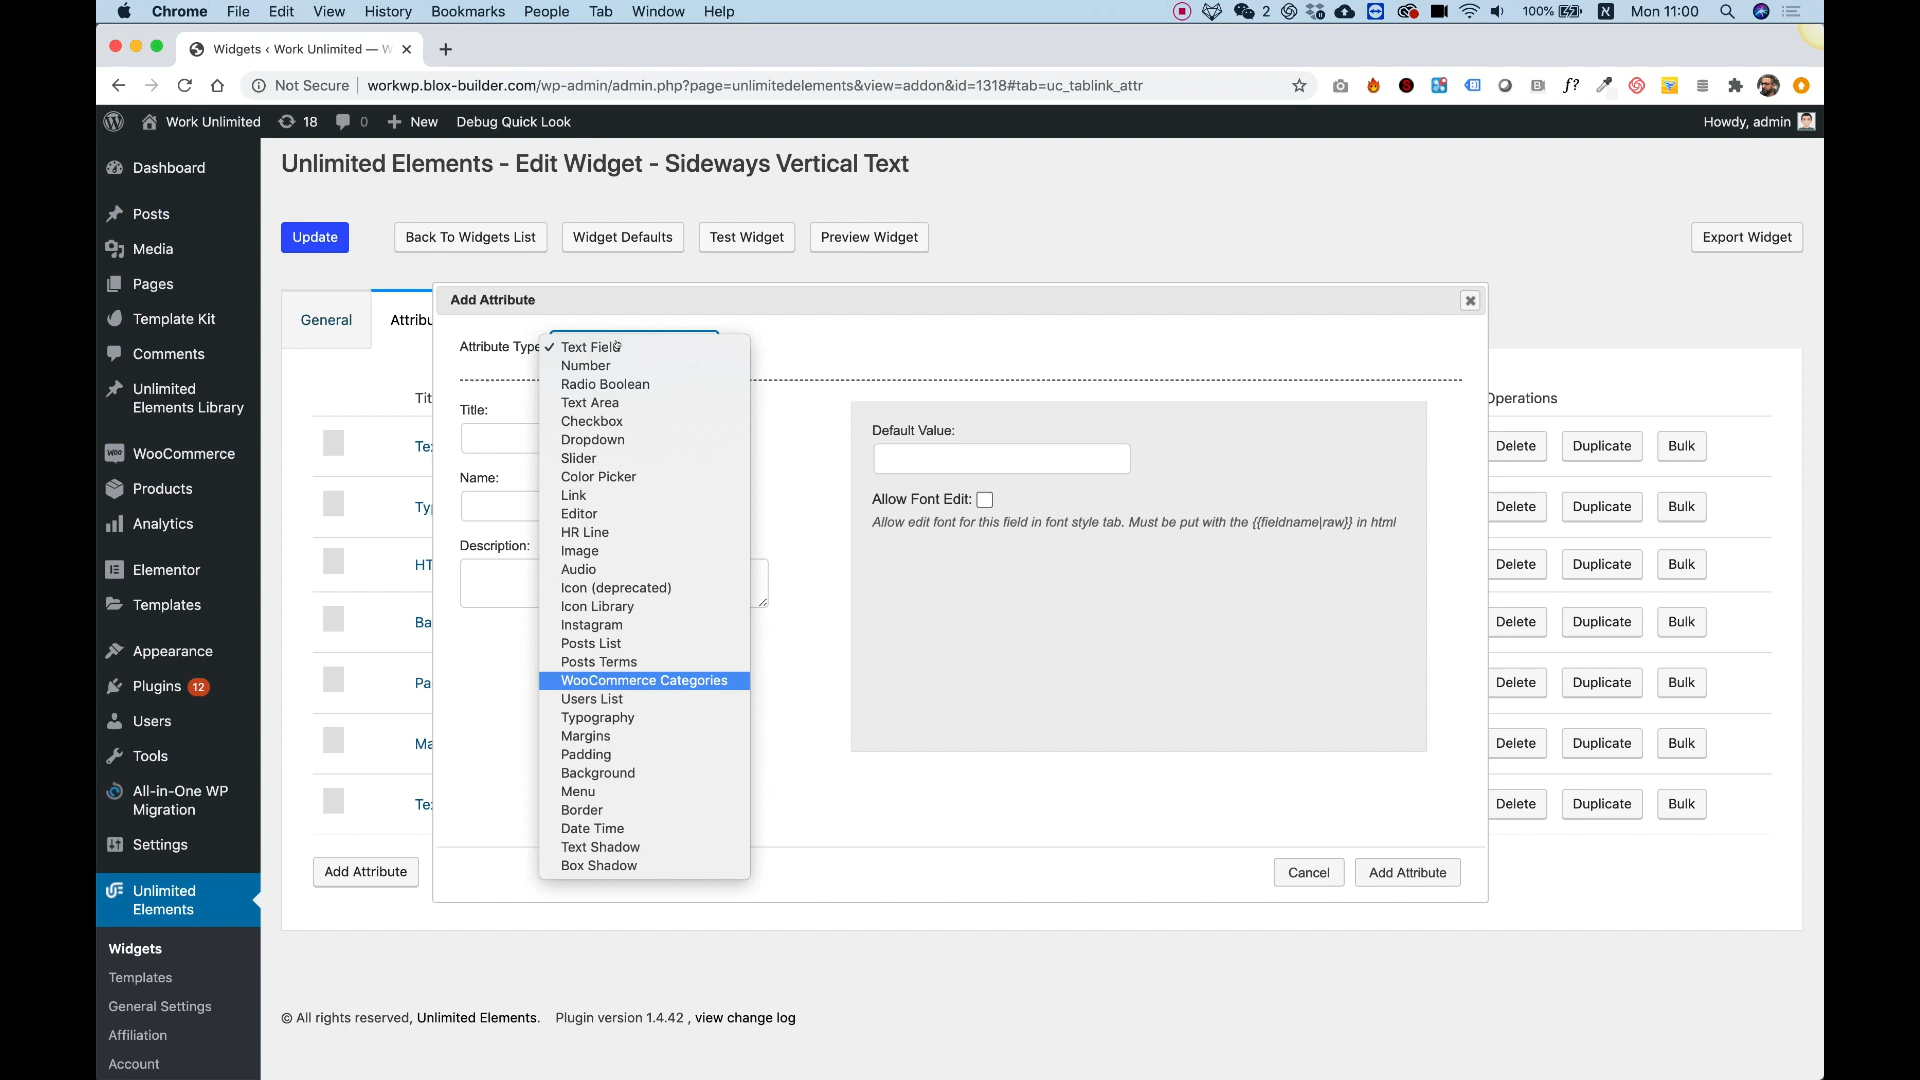 Chrome File Edit View History Bookmarks People Tab Window Help
2 100% Mon 11:00
Widgets ‹ Work Unlimited —
Not Secure workwp.blox-builder.com/wp-admin/admin.php?page=unlimitedelements&view=addon&id=1318#tab=uc_tablink_attr
Work Unlimited 18 0 New Debug Quick Look Howdy, admin
Dashboard
Posts
Media
Pages
Template Kit
Comments
Unlimited
Elements Library
WooCommerce
Products
Analytics
Elementor
Templates
Appearance
Plugins 12
Users
Tools
All-in-One WP
Migration
Settings
Unlimited
Elements
Widgets
Templates
General Settings
Affiliation
Account
Unlimited Elements - Edit Widget - Sideways Vertical Text
Update Back To Widgets List Widget Defaults Test Widget Preview Widget Export Widget
General Attribu
Add Attribute
Attribute Type
Text Field
Number
Radio Boolean
Text Area
Checkbox
Dropdown
Slider
Color Picker
Link
Editor
HR Line
Image
Audio
Icon (deprecated)
Icon Library
Instagram
Posts List
Posts Terms
WooCommerce Categories
Users List
Typography
Margins
Padding
Background
Menu
Border
Date Time
Text Shadow
Box Shadow
Title:
Name:
Description:
Default Value:
Allow Font Edit:
Allow edit font for this field in font style tab. Must be put with the {{fieldname|raw}} in html
Cancel Add Attribute
Tit
Operations
Te
Delete Duplicate Bulk
Typ
Delete Duplicate Bulk
HT
Delete Duplicate Bulk
Ba
Delete Duplicate Bulk
Pa
Delete Duplicate Bulk
Ma
Delete Duplicate Bulk
Te
Delete Duplicate Bulk
Add Attribute
© All rights reserved, Unlimited Elements. Plugin version 1.4.42 , view change log